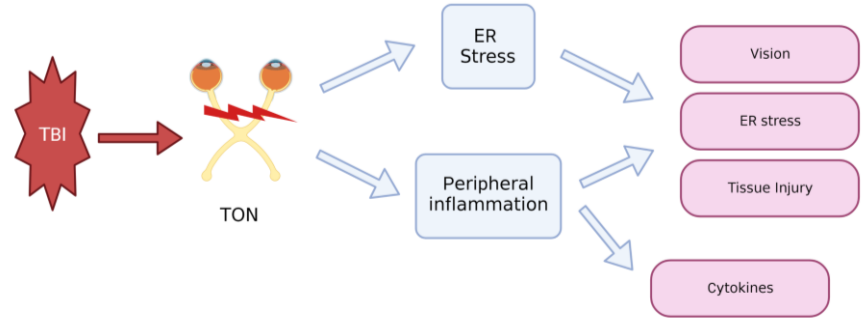 TBI
TON
ER
Stress
Peripheral
inflammation
Vision
ER stress
Tissue Injury
Cytokines